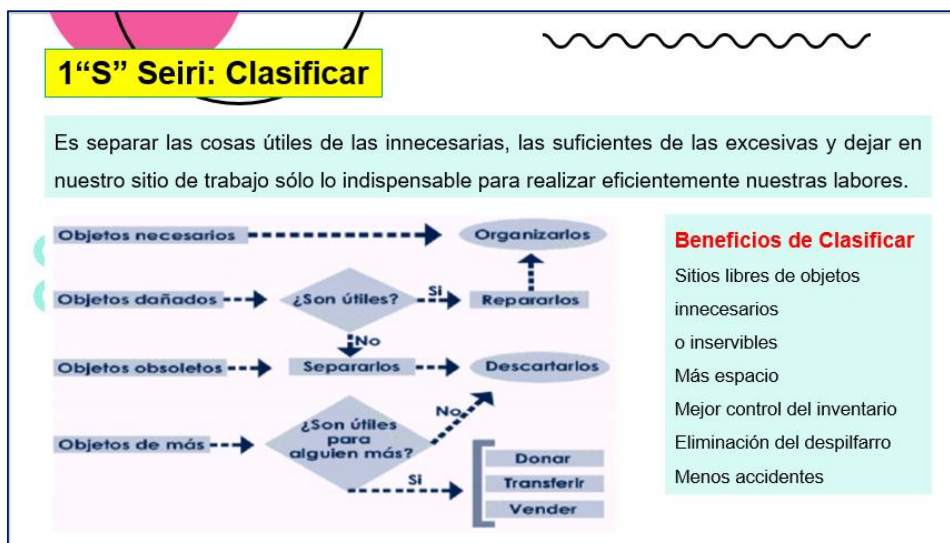 1“S” Seiri: Clasificar
Es separar las cosas útiles de las innecesarias, las suficientes de las excesivas y dejar en
nuestro sitio de trabajo sólo lo indispensable para realizar eficientemente nuestras labores.
Objetos necesarios
Organizarlos
Objetos dañados
¿Son útiles?
Si
Repararlos
No
Objetos obsoletos
Separarlos
Descartarlos
Objetos de más
¿Son útiles
para
alguien más?
No
Si
Donar
Transferir
Vender
Beneficios de Clasificar
Sitios libres de objetos
innecesarios
o inservibles
Más espacio
Mejor control del inventario
Eliminación del despilfarro
Menos accidentes